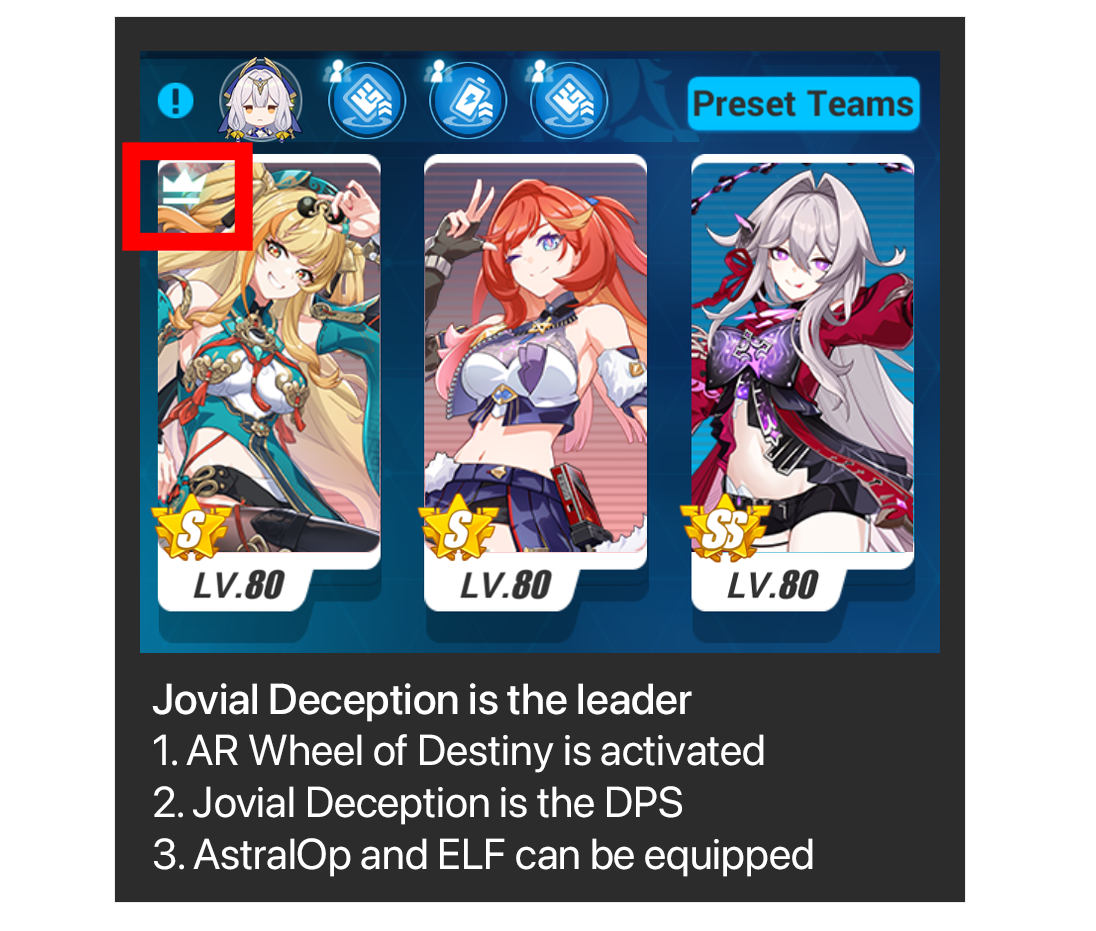 Preset Teams
S
S
SS
LV.80
LV.80
LV.80
Jovial Deception is the leader
1. AR Wheel of Destiny is activated
2. Jovial Deception is the DPS
3. AstralOp and ELF can be equipped